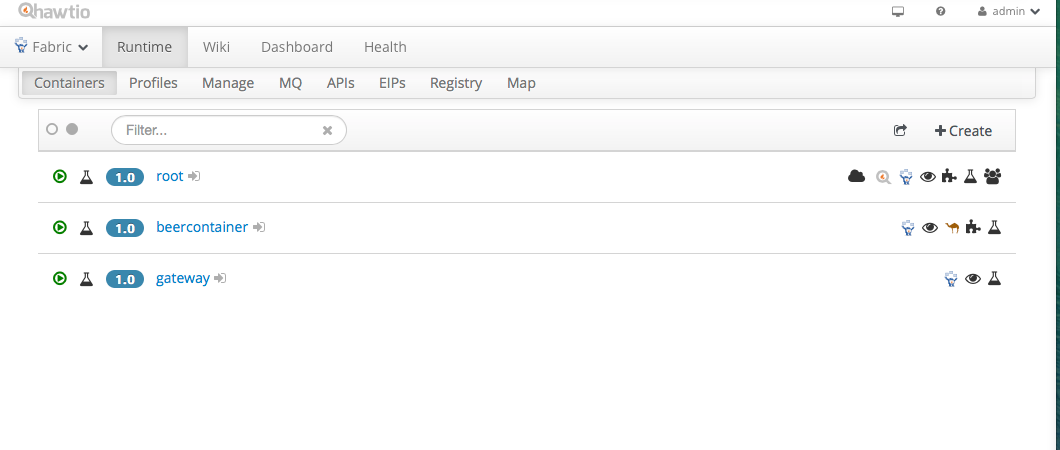 hawtio admin
Fabric Runtime Wiki Dashboard Health
Containers Profiles Manage MQ APIs EIPs Registry Map
Filter... Create
1.0 root
1.0 beercontainer
1.0 gateway